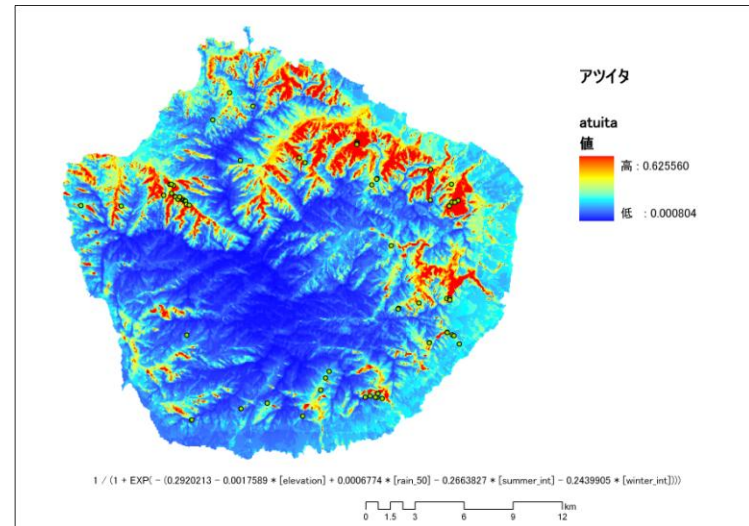 アツイタ
atuita
値
高 : 0.625560
低 : 0.000804
1 / (1 + EXP( - (0.2920213 - 0.0017589 * [elevation] + 0.0006774 * [rain_50] - 0.2663827 * [summer_int] - 0.2439905 * [winter_int])))
km
0 1.5 3 6 9 12